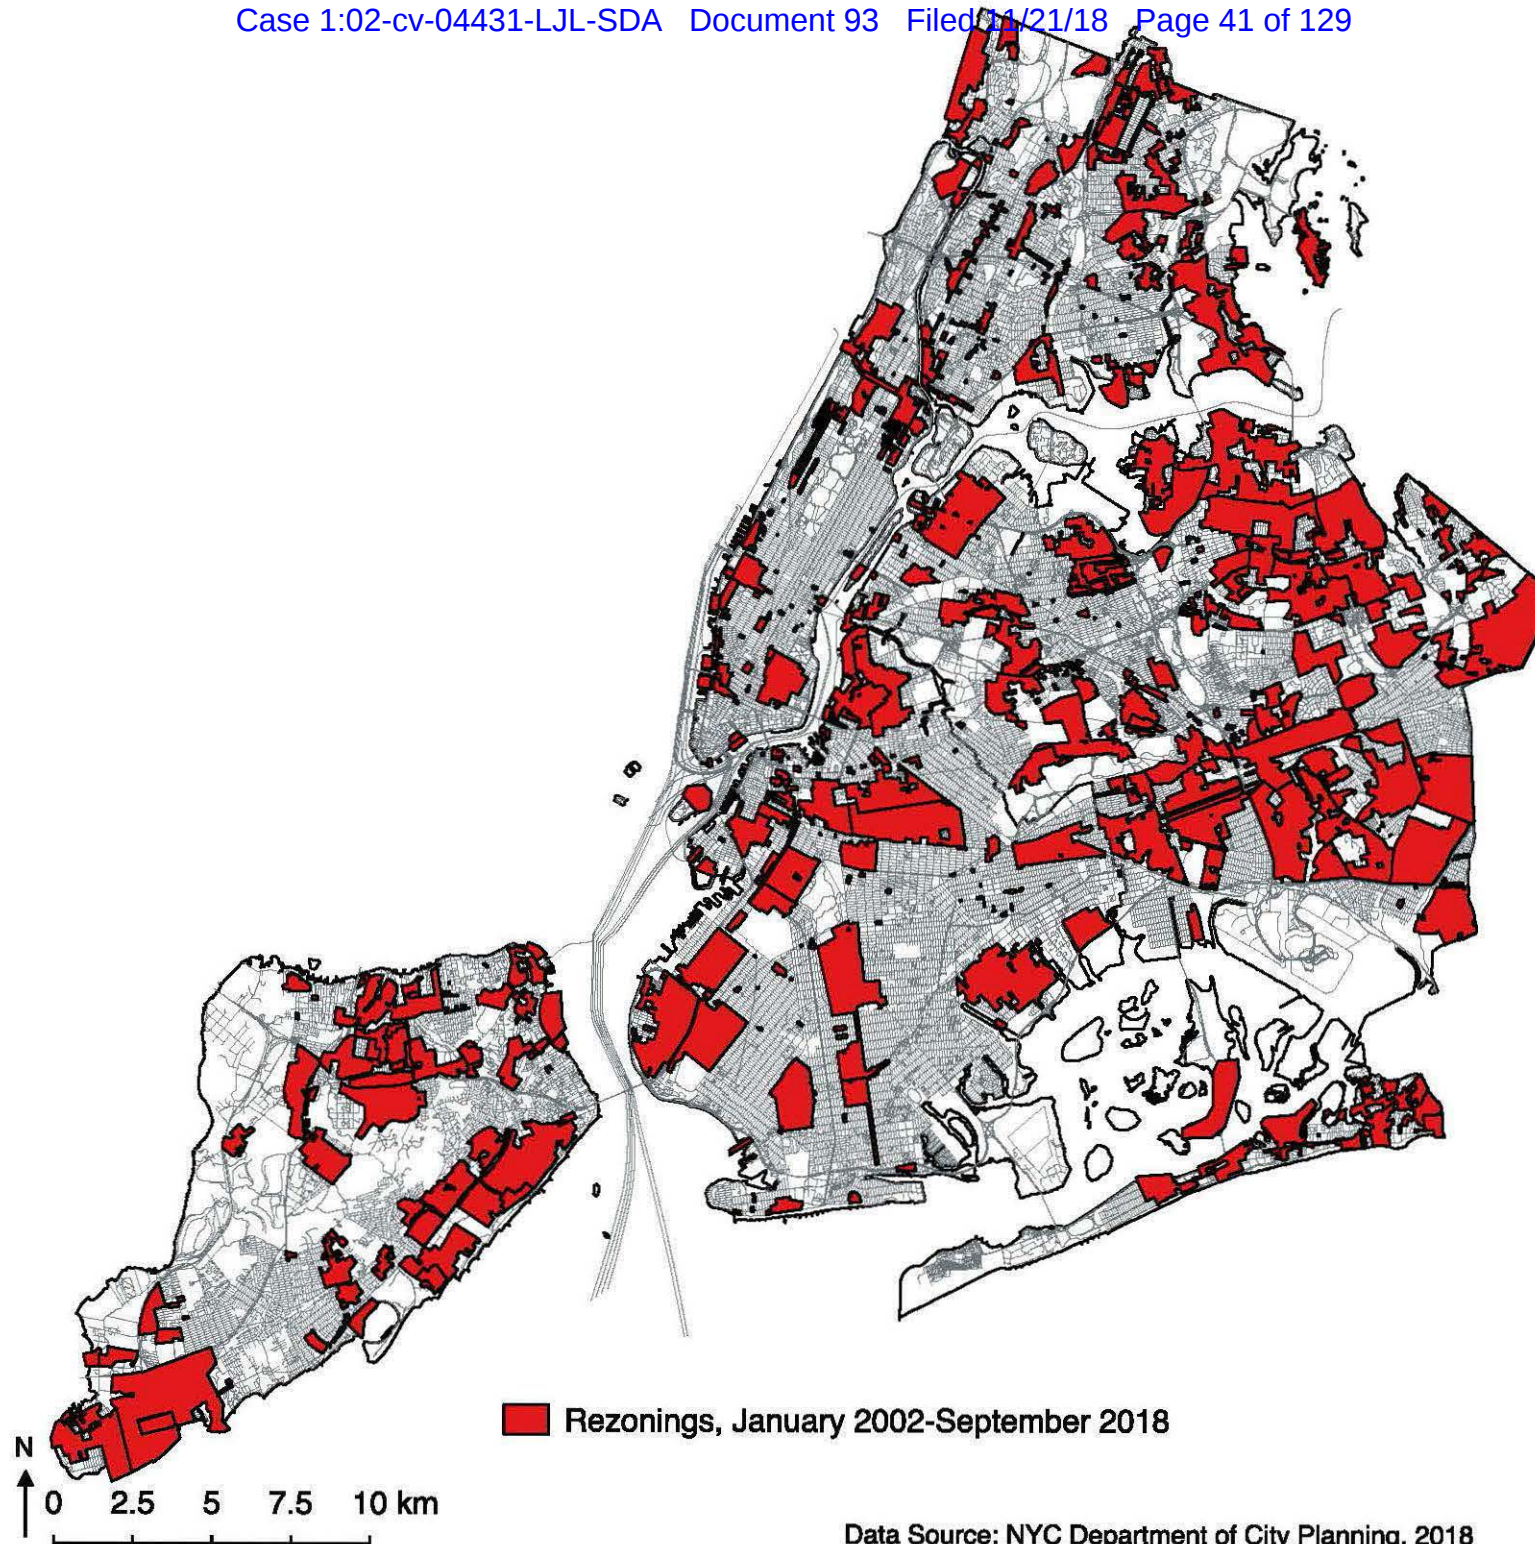 Case 1:02-cv-04431-LJL-SDA Document 93 Filed 11/21/18 Page 41 of 129
Rezonings, January 2002-September 2018
N
0 2.5 5 7.5 10 km
Data Source: NYC Department of City Planning, 2018